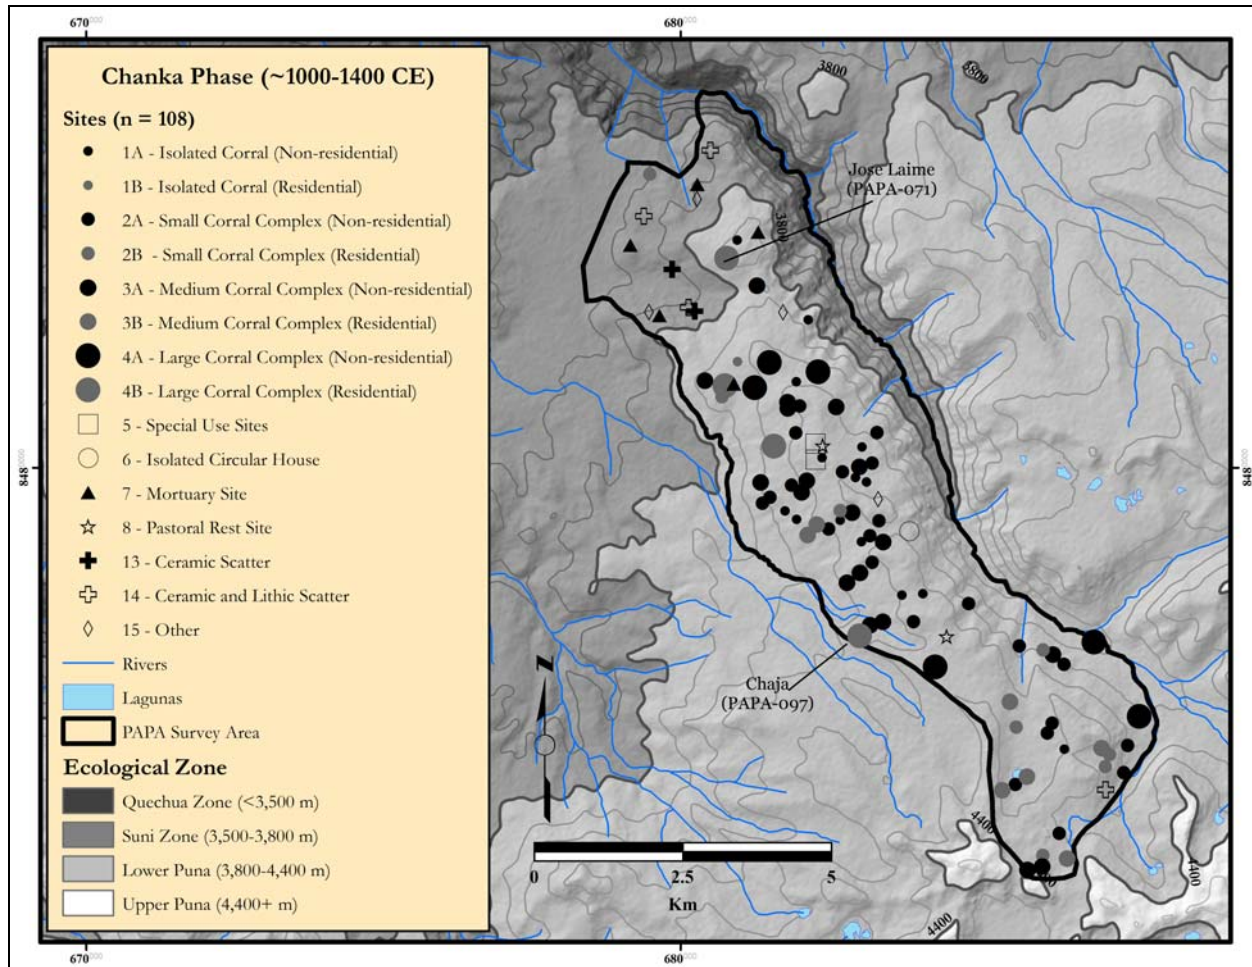 670000
680000
Chanka Phase (~1000-1400 CE)
Sites (n = 108)
1A - Isolated Corral (Non-residential)
1B - Isolated Corral (Residential)
2A - Small Corral Complex (Non-residential)
2B - Small Corral Complex (Residential)
3A - Medium Corral Complex (Non-residential)
3B - Medium Corral Complex (Residential)
4A - Large Corral Complex (Non-residential)
4B - Large Corral Complex (Residential)
5 - Special Use Sites
6 - Isolated Circular House
7 - Mortuary Site
8 - Pastoral Rest Site
13 - Ceramic Scatter
14 - Ceramic and Lithic Scatter
15 - Other
Rivers
Lagunas
PAPA Survey Area
Ecological Zone
Quechua Zone (<3,500 m)
Suni Zone (3,500-3,800 m)
Lower Puna (3,800-4,400 m)
Upper Puna (4,400+ m)
3800
3800
Jose Laime
(PAPA-071)
3800
8480000
8480000
Chaja
(PAPA-097)
N
4400
4400
4400
0
2.5
5
Km
670000
680000